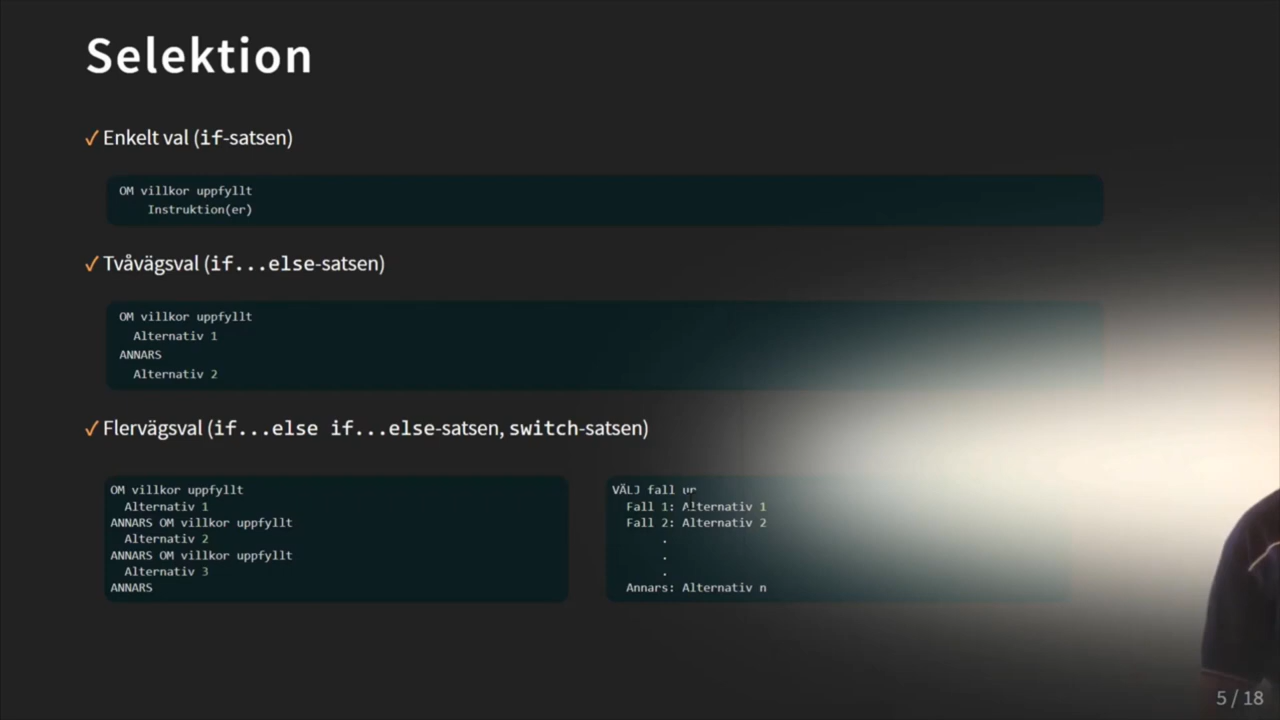 Selektion
✓ Enkelt val (if-satsen)
OM villkor uppfyllt
Instruktion(er)
✓ Tvåvägsval (if...else-satsen)
OM villkor uppfyllt
Alternativ 1
ANNARS
Alternativ 2
✓ Flervägsval (if...else if...else-satsen, switch-satsen)
OM villkor uppfyllt
Alternativ 1
ANNARS OM villkor uppfyllt
Alternativ 2
ANNARS OM villkor uppfyllt
Alternativ 3
ANNARS
VÄLJ fall ur
Fall 1: Alternativ 1
Fall 2: Alternativ 2
.
.
.
Annars: Alternativ n
5 / 18